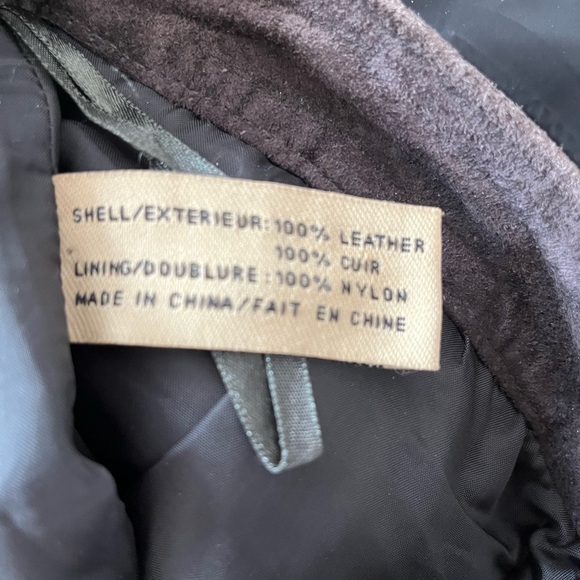 SHELL/EXTERIEUR: 100% LEATHER
100% CUIR
LINING/DOUBLURE : 100% NYLON
MADE IN CHINA/FAIT EN CHINE